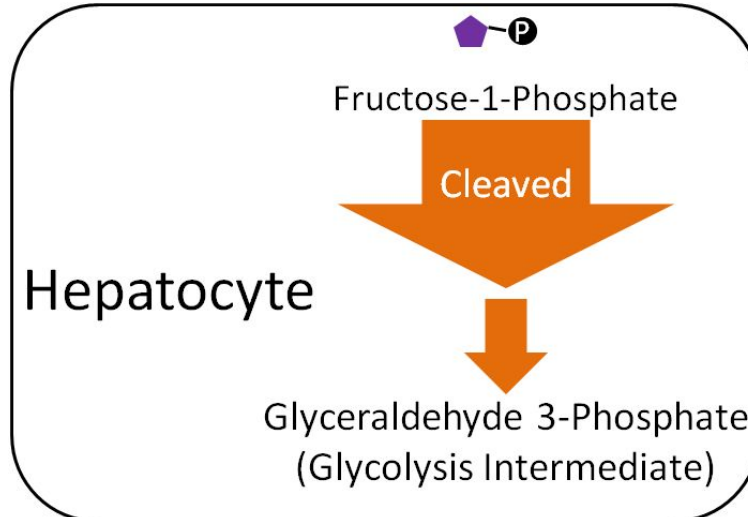 P
Fructose-1-Phosphate
Cleaved
Hepatocyte
Glyceraldehyde 3-Phosphate
(Glycolysis Intermediate)